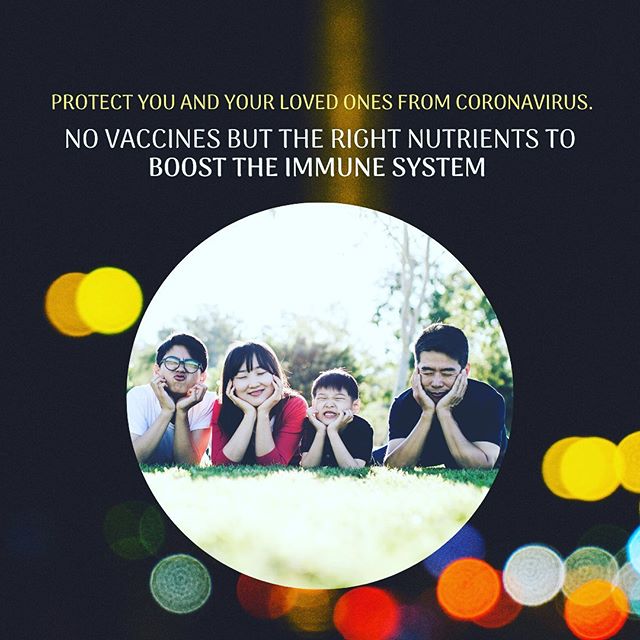 PROTECT YOU AND YOUR LOVED ONES FROM CORONAVIRUS.
NO VACCINES BUT THE RIGHT NUTRIENTS TO
BOOST THE IMMUNE SYSTEM